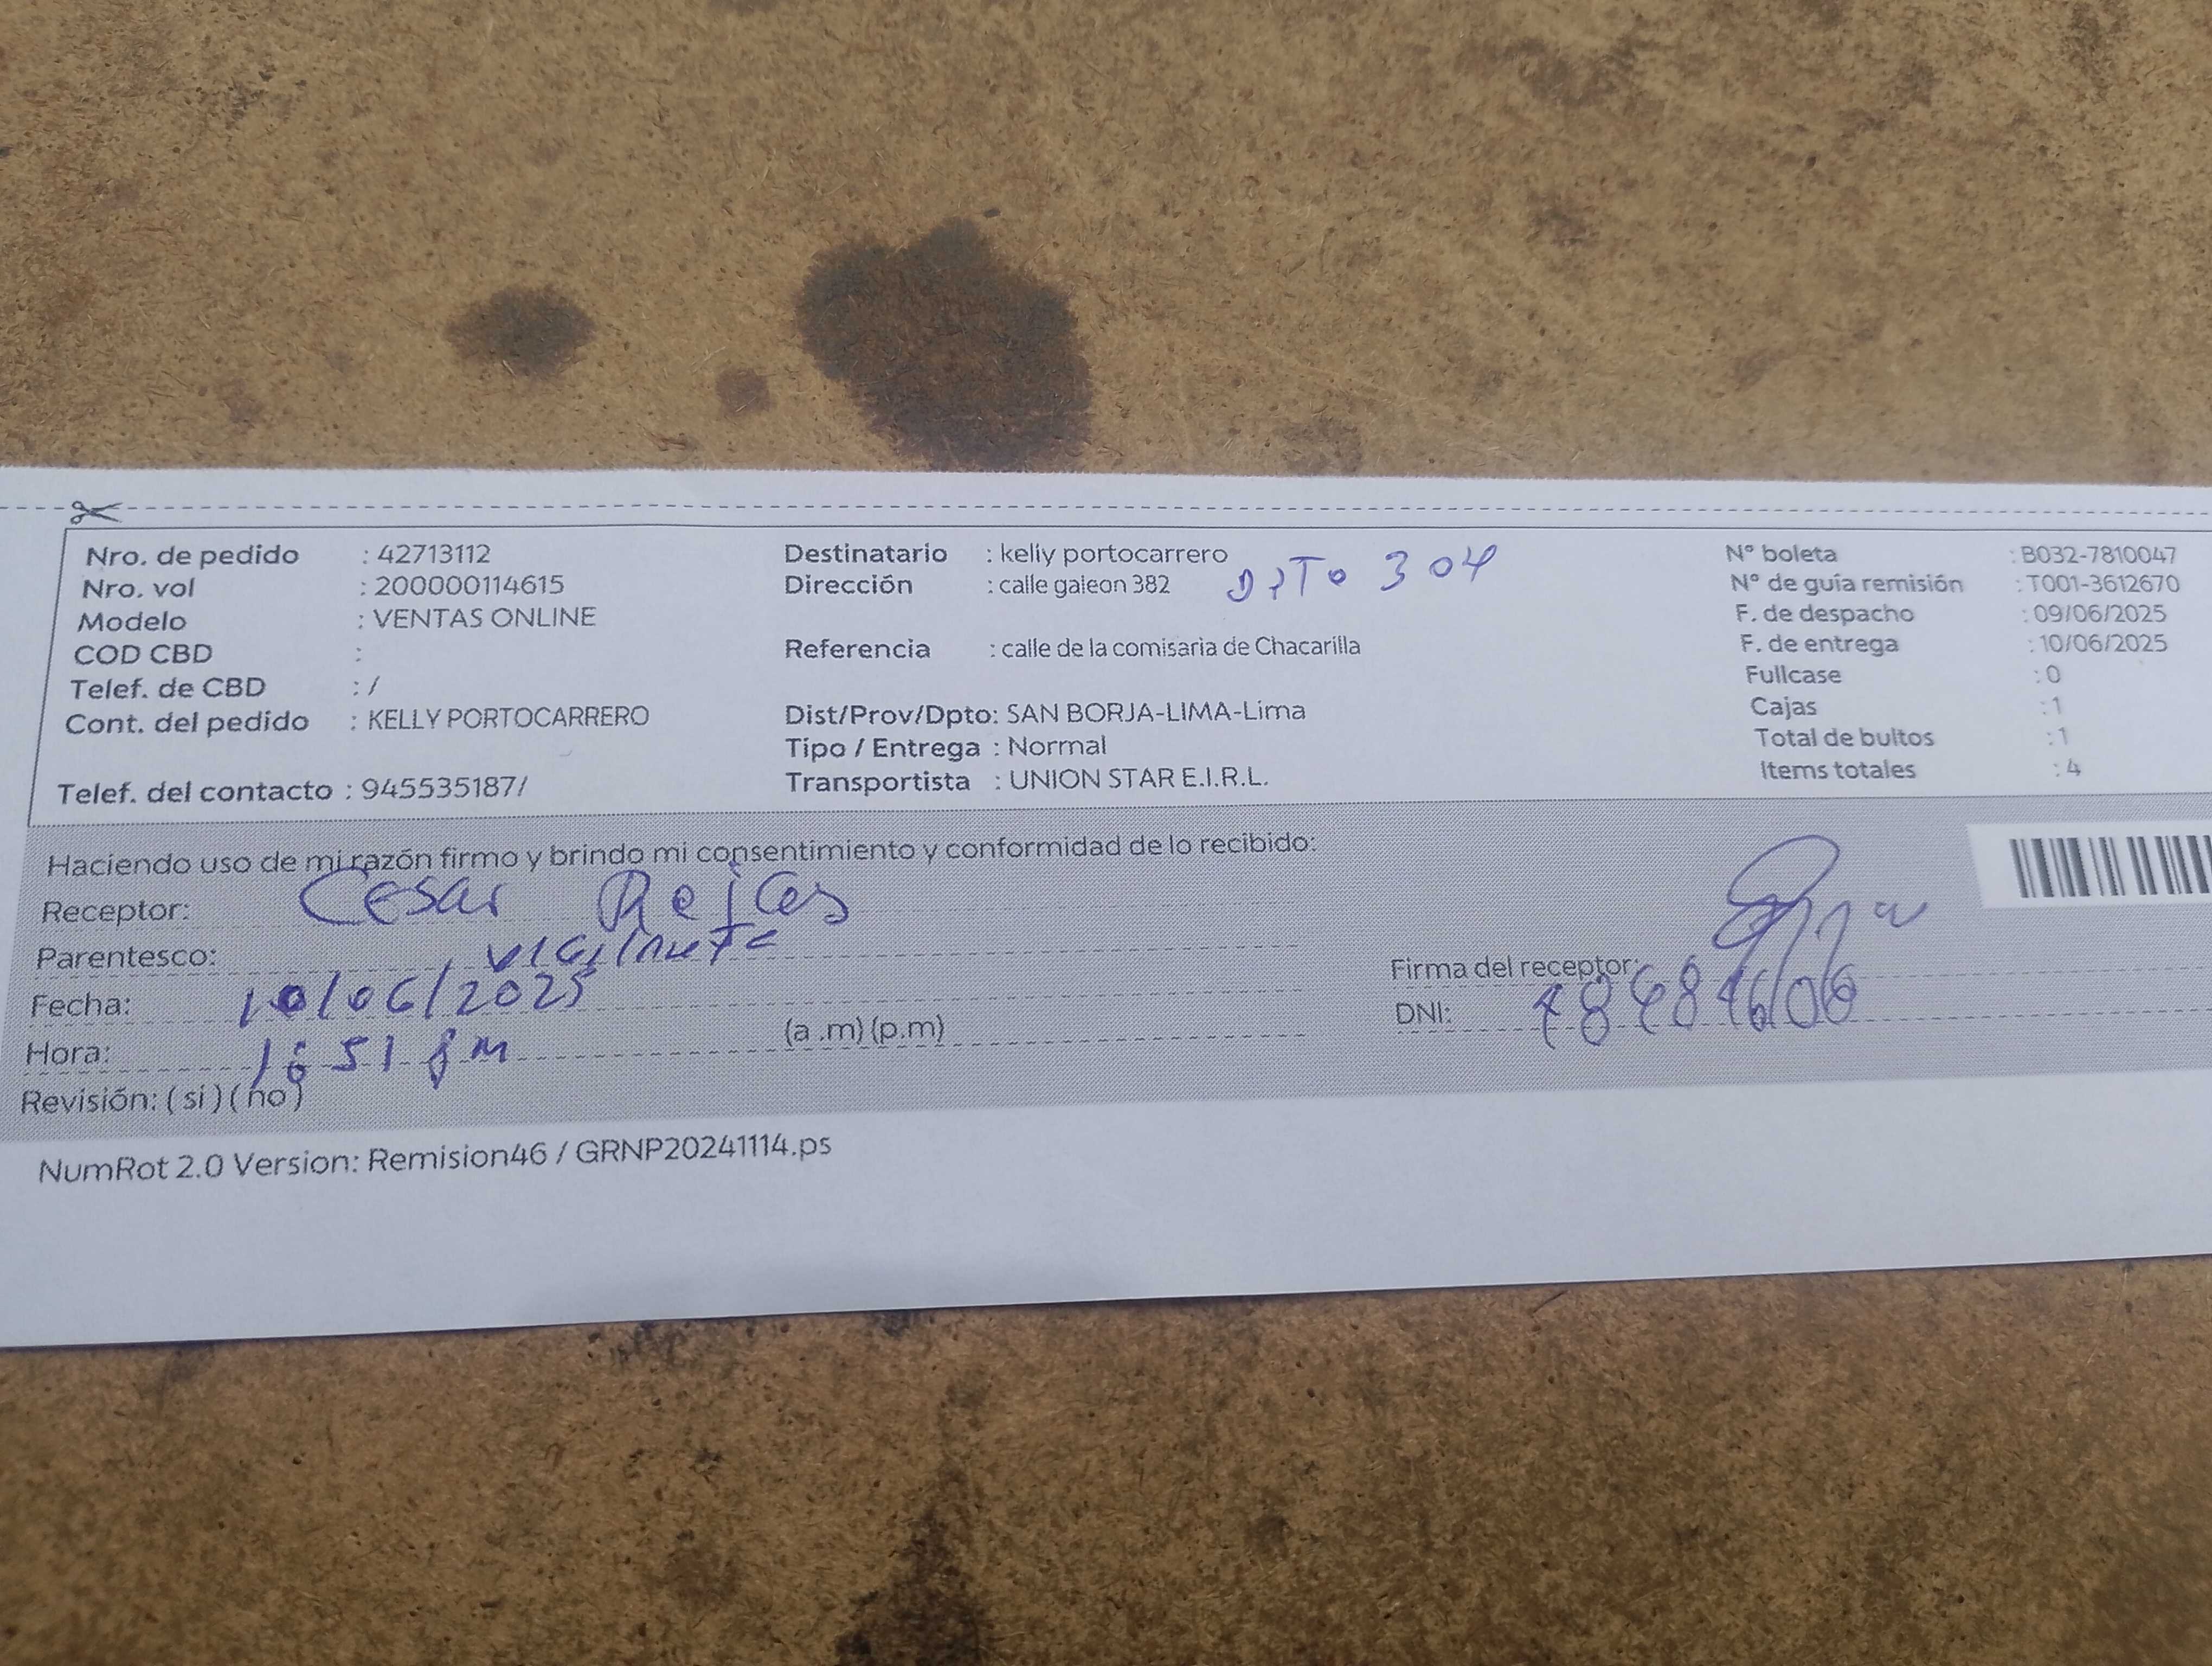 Nro. de pedido : 42713112
Nro. vol : 200000114615
Modelo : VENTAS ONLINE
COD CBD :
Telef. de CBD : /
Cont. del pedido : KELLY PORTOCARRERO
Telef. del contacto : 945535187/
Destinatario : kelly portocarrero
Dirección : calle galeon 382 DPTO 304
Referencia : calle de la comisaria de Chacarilla
Dist/Prov/Dpto: SAN BORJA-LIMA-Lima
Tipo / Entrega : Normal
Transportista : UNION STAR E.I.R.L.
N° boleta : B032-7810047
N° de guía remisión : T001-3612670
F. de despacho : 09/06/2025
F. de entrega : 10/06/2025
Fullcase : 0
Cajas : 1
Total de bultos : 1
Items totales : 4
Haciendo uso de mi razón firmo y brindo mi consentimiento y conformidad de lo recibido:
Receptor: Cesar Rojas
Parentesco:
Fecha: 10/06/2025
Hora: 1:51 pm (a .m) (p.m)
Revisión: ( si ) ( no )
Firma del receptor:
DNI:
NumRot 2.0 Version: Remision46 / GRNP20241114.ps